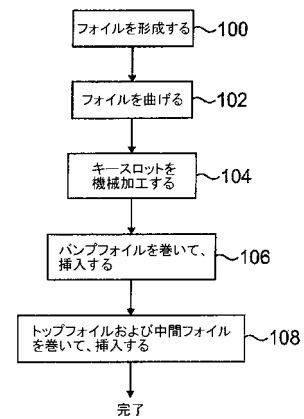 フォイルを形成する
100
フォイルを曲げる
102
キースロットを
機械加工する
104
バンプフォイルを巻いて、
挿入する
106
トップフォイルおよび中間フォイル
を巻いて、挿入する
108
完了